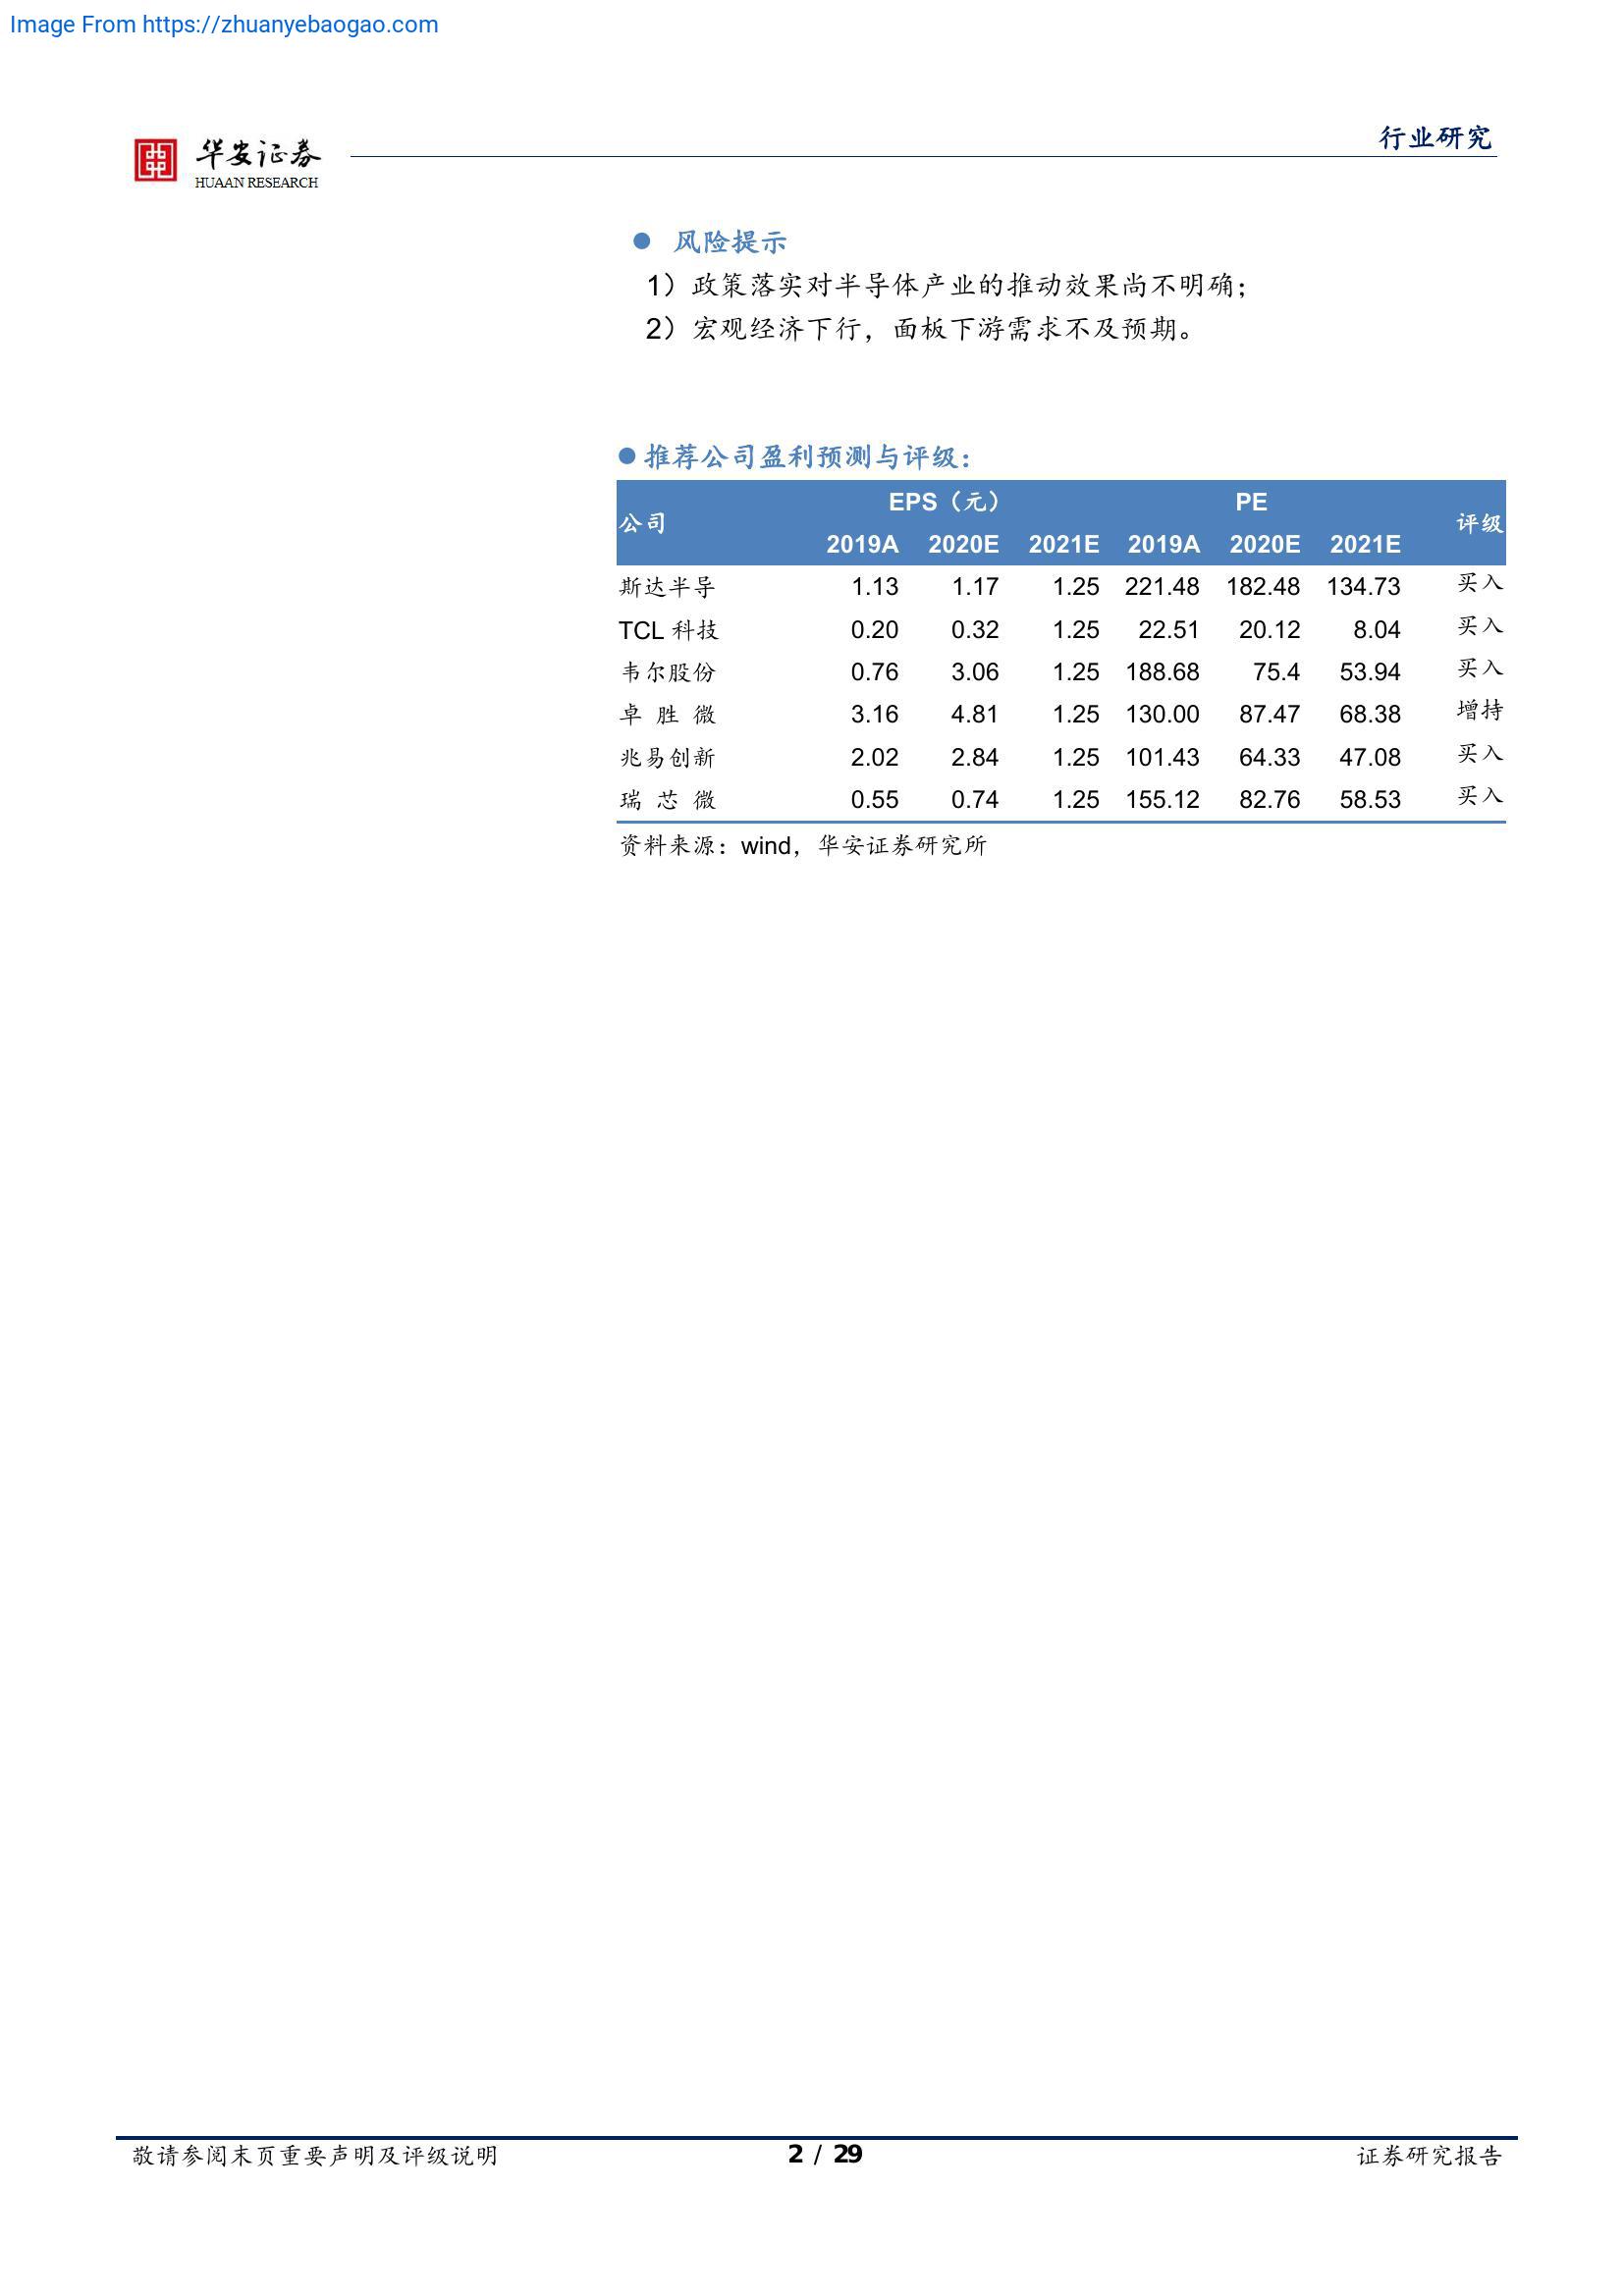 Image From https://zhuanyebaogao.com
华安证券
HUAAN RESEARCH
行业研究
● 风险提示
1）政策落实对半导体产业的推动效果尚不明确；
2）宏观经济下行，面板下游需求不及预期。
●推荐公司盈利预测与评级：
公司 EPS（元） PE 评级
2019A 2020E 2021E 2019A 2020E 2021E
斯达半导 1.13 1.17 1.25 221.48 182.48 134.73 买入
TCL 科技 0.20 0.32 1.25 22.51 20.12 8.04 买入
韦尔股份 0.76 3.06 1.25 188.68 75.4 53.94 买入
卓 胜 微 3.16 4.81 1.25 130.00 87.47 68.38 增持
兆易创新 2.02 2.84 1.25 101.43 64.33 47.08 买入
瑞 芯 微 0.55 0.74 1.25 155.12 82.76 58.53 买入
资料来源：wind，华安证券研究所
敬请参阅末页重要声明及评级说明 2 / 29 证券研究报告